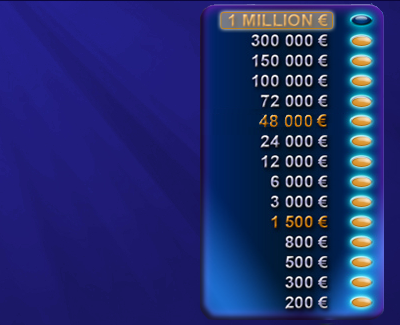 1 MILLION €
300 000 €
150 000 €
100 000 €
72 000 €
48 000 €
24 000 €
12 000 €
6 000 €
3 000 €
1 500 €
800 €
500 €
300 €
200 €